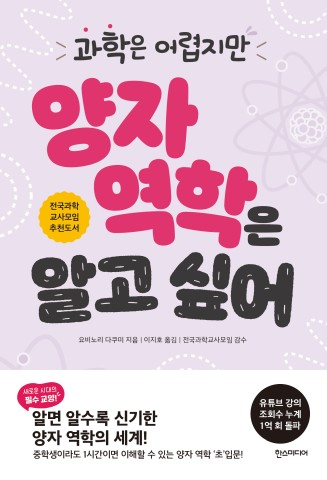 과학은 어렵지만
양자
역학은
알고 싶어
전국과학
교사모임
추천도서
요비노리 다쿠미 지음 | 이지호 옮김 | 전국과학교사모임 감수
새로운 시대의
필수 교양!
알면 알수록 신기한
양자 역학의 세계!
중학생이라도 1시간이면 이해할 수 있는 양자 역학 ‘초’입문!
유튜브 강의
조회수 누계
1억 회 돌파
한스미디어